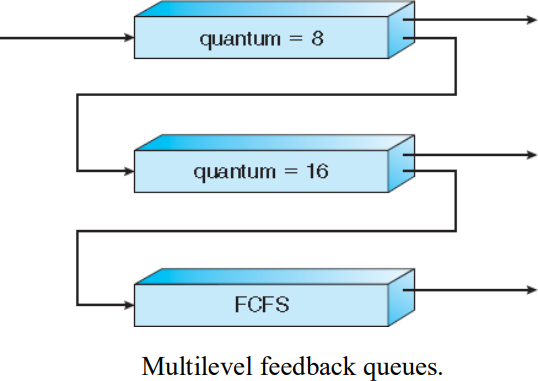 quantum = 8
quantum = 16
FCFS
Multilevel feedback queues.